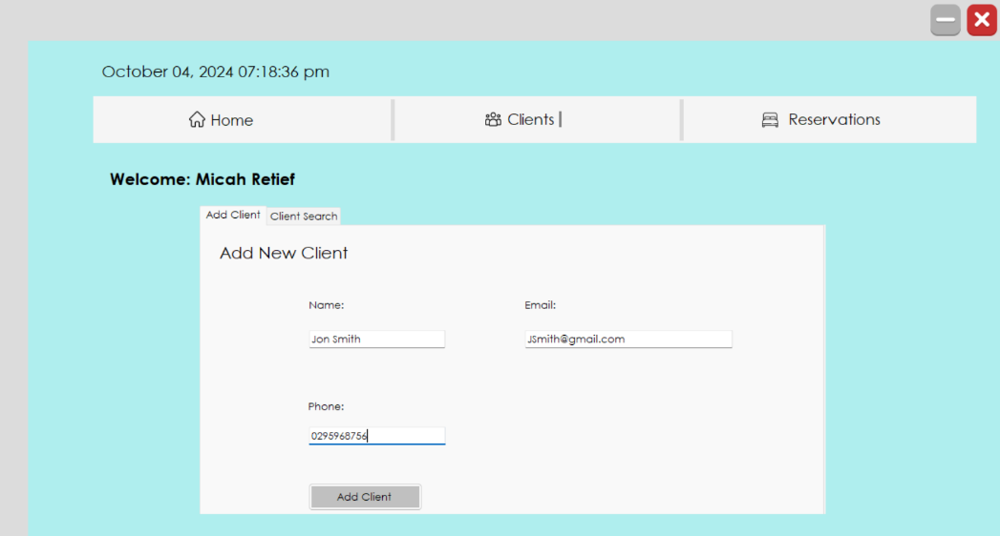 October 04, 2024 07:18:36 pm
Home Clients Reservations
Welcome: Micah Retief
Add Client Client Search
Add New Client
Name: Email:
Jon Smith JSmith@gmail.com
Phone:
0295968756
Add Client